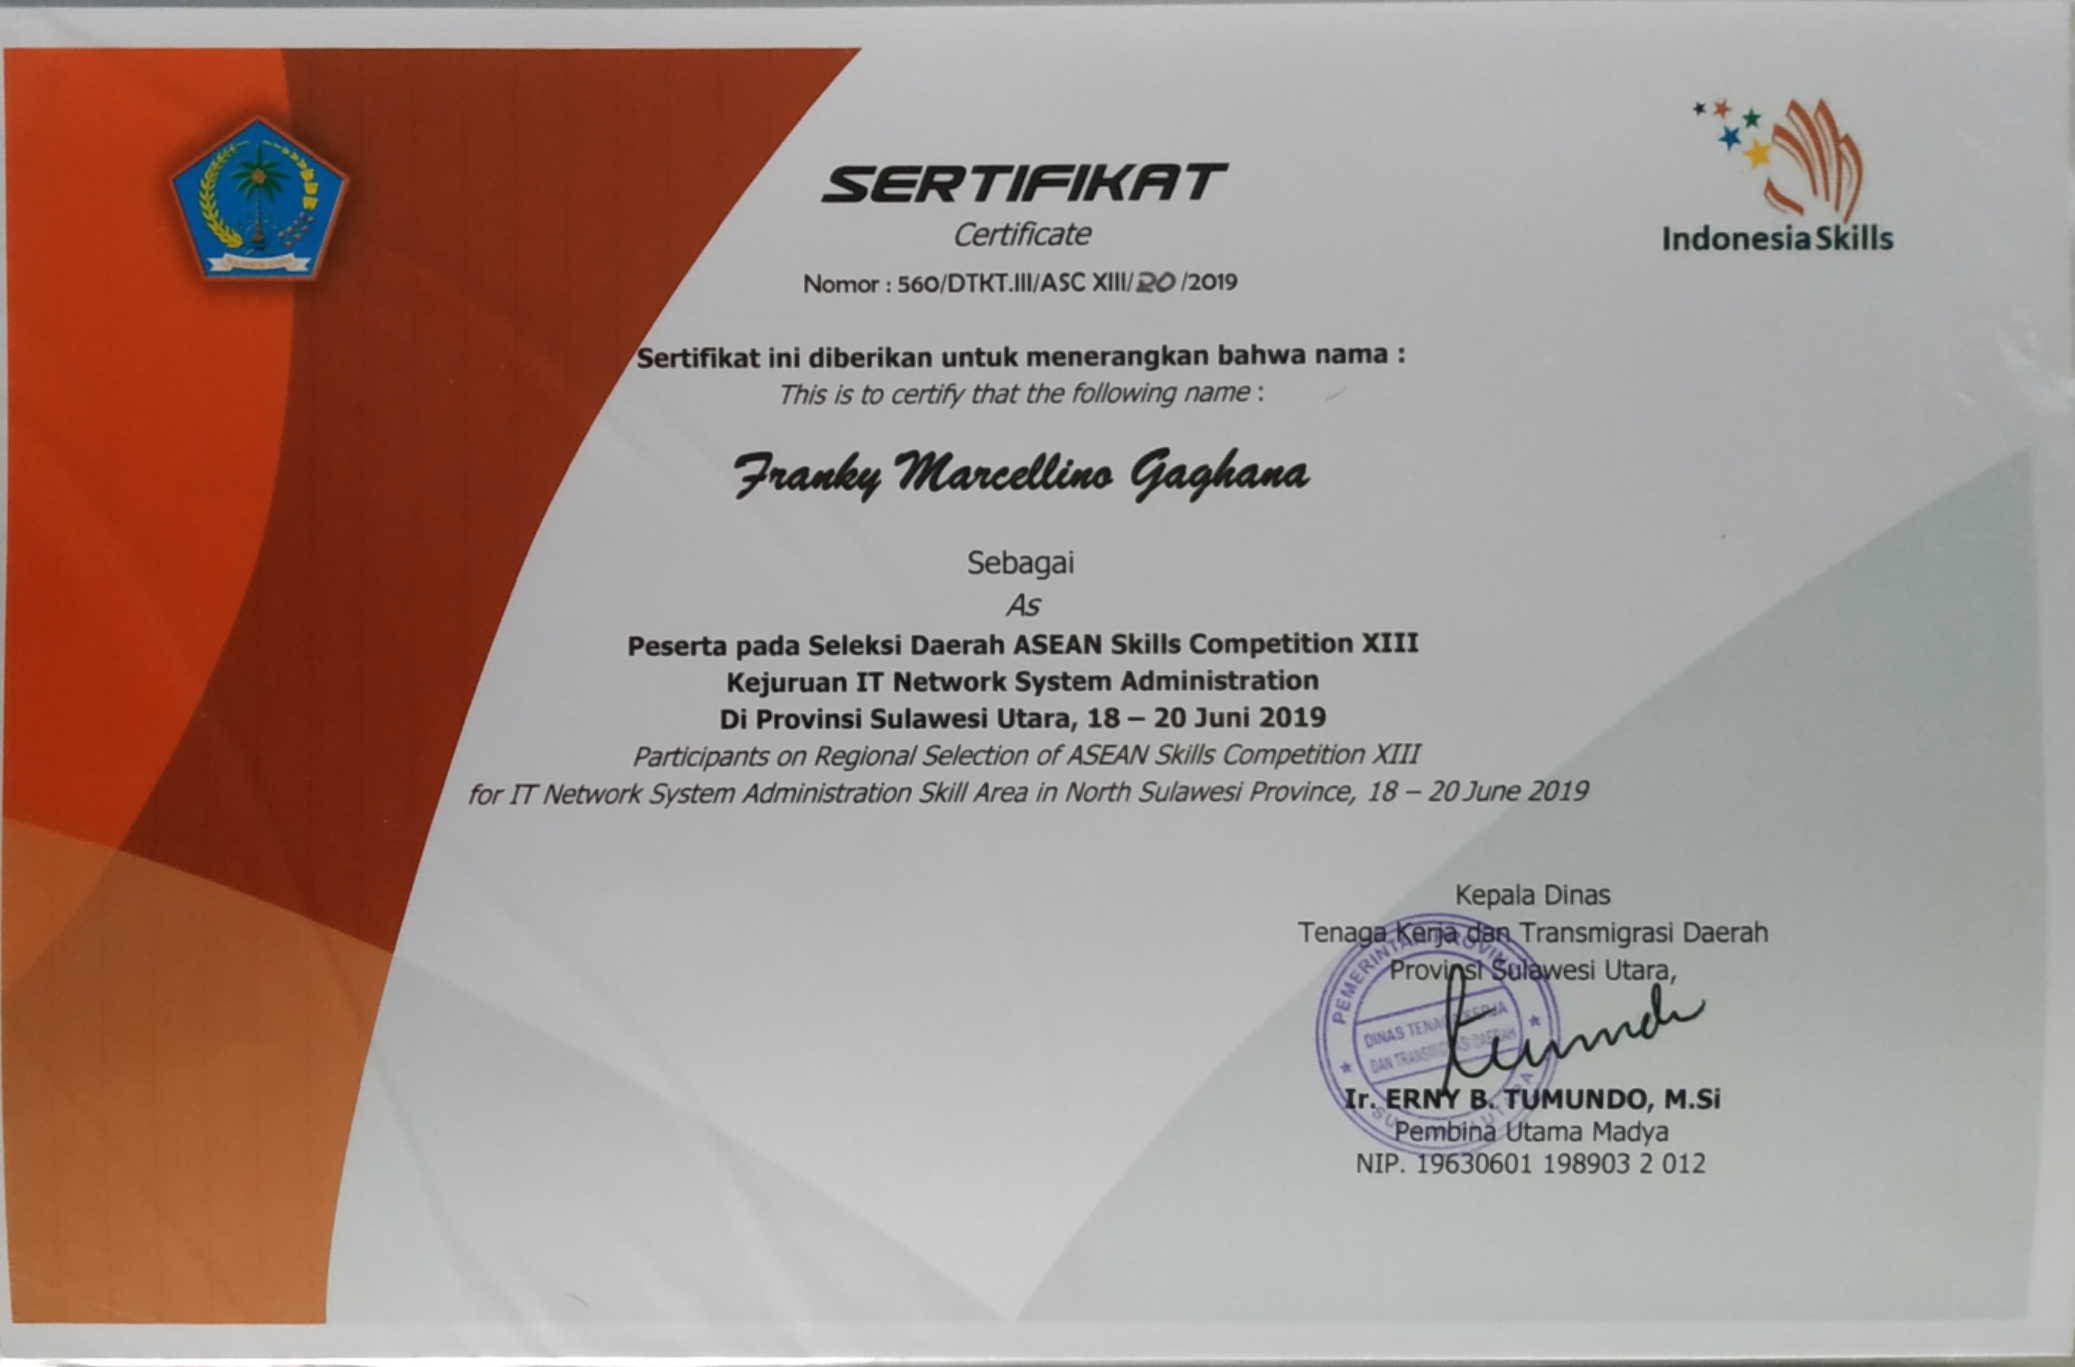 SERTIFIKAT
Certificate
Nomor : 560/DTKT.III/ASC XIII/20/2019
IndonesiaSkills
Sertifikat ini diberikan untuk menerangkan bahwa nama :
This is to certify that the following name :
Franky Marcellino Gaghana
Sebagai
As
Peserta pada Seleksi Daerah ASEAN Skills Competition XIII
Kejuruan IT Network System Administration
Di Provinsi Sulawesi Utara, 18 – 20 Juni 2019
Participants on Regional Selection of ASEAN Skills Competition XIII
for IT Network System Administration Skill Area in North Sulawesi Province, 18 – 20 June 2019
Kepala Dinas
Tenaga Kerja dan Transmigrasi Daerah
Provinsi Sulawesi Utara,
PEMERINTAH PROVINSI
DINAS TENAGA KERJA
DAN TRANSMIGRASI DAERAH
Ir. ERNY B. TUMUNDO, M.Si
Pembina Utama Madya
NIP. 19630601 198903 2 012